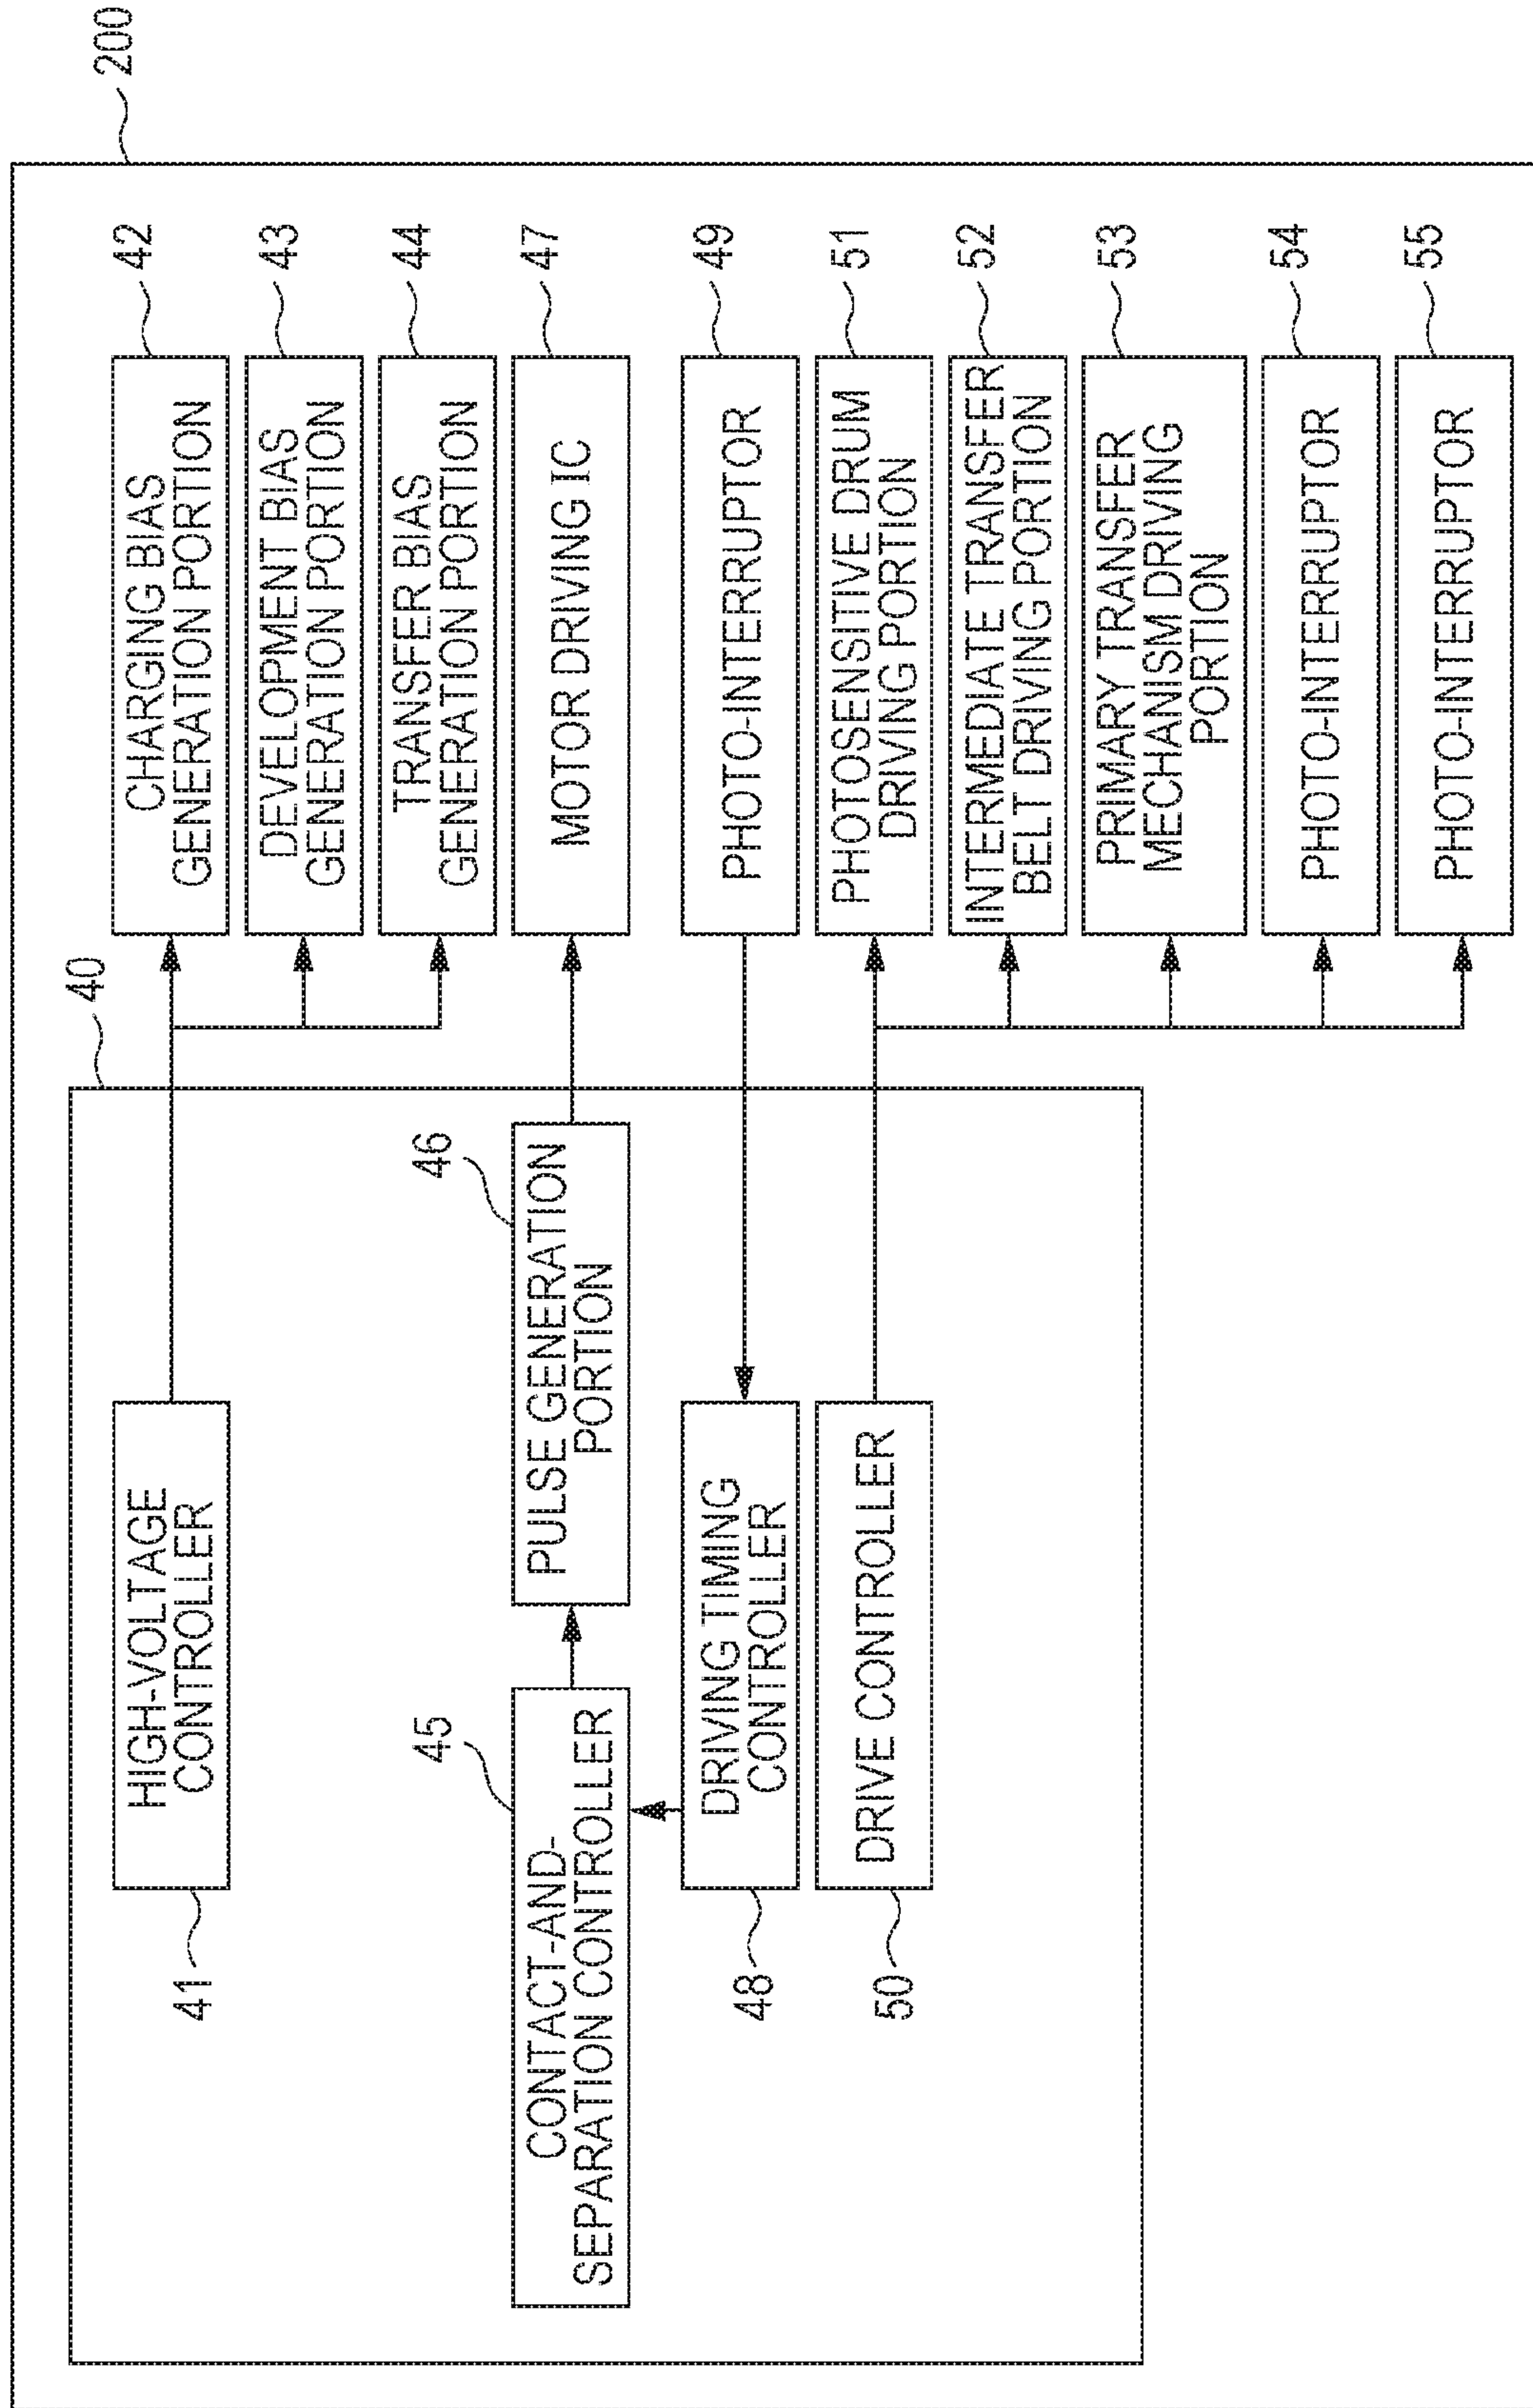 200
40
HIGH-VOLTAGE
CONTROLLER
41
CHARGING BIAS
GENERATION PORTION
42
DEVELOPMENT BIAS
GENERATION PORTION
43
TRANSFER BIAS
GENERATION PORTION
44
CONTACT-AND-
SEPARATION CONTROLLER
45
PULSE GENERATION
PORTION
46
MOTOR DRIVING IC
47
DRIVING TIMING
CONTROLLER
48
PHOTO-INTERRUPTOR
49
DRIVE CONTROLLER
50
PHOTOSENSITIVE DRUM
DRIVING PORTION
51
INTERMEDIATE TRANSFER
BELT DRIVING PORTION
52
PRIMARY TRANSFER
MECHANISM DRIVING
PORTION
53
PHOTO-INTERRUPTOR
54
PHOTO-INTERRUPTOR
55